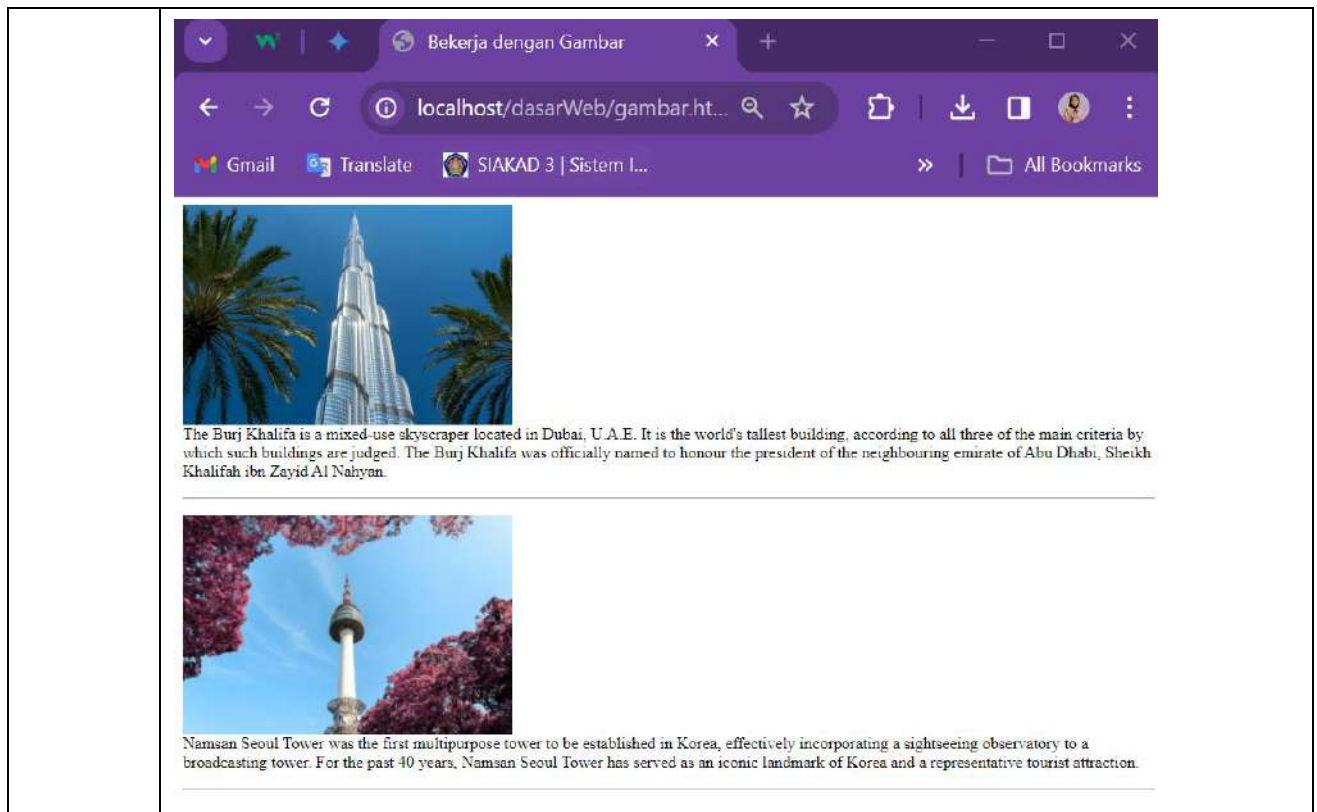 Bekerja dengan Gambar
localhost/dasarWeb/gambar.ht...
Gmail Translate SIAKAD 3 | Sistem I... » All Bookmarks
The Burj Khalifa is a mixed-use skyscraper located in Dubai, U.A.E. It is the world's tallest building, according to all three of the main criteria by
which such buildings are judged. The Burj Khalifa was officially named to honour the president of the neighbouring emirate of Abu Dhabi, Sheikh
Khalifah ibn Zayid Al Nahyan.
Namsan Seoul Tower was the first multipurpose tower to be established in Korea, effectively incorporating a sightseeing observatory to a
broadcasting tower. For the past 40 years, Namsan Seoul Tower has served as an iconic landmark of Korea and a representative tourist attraction.